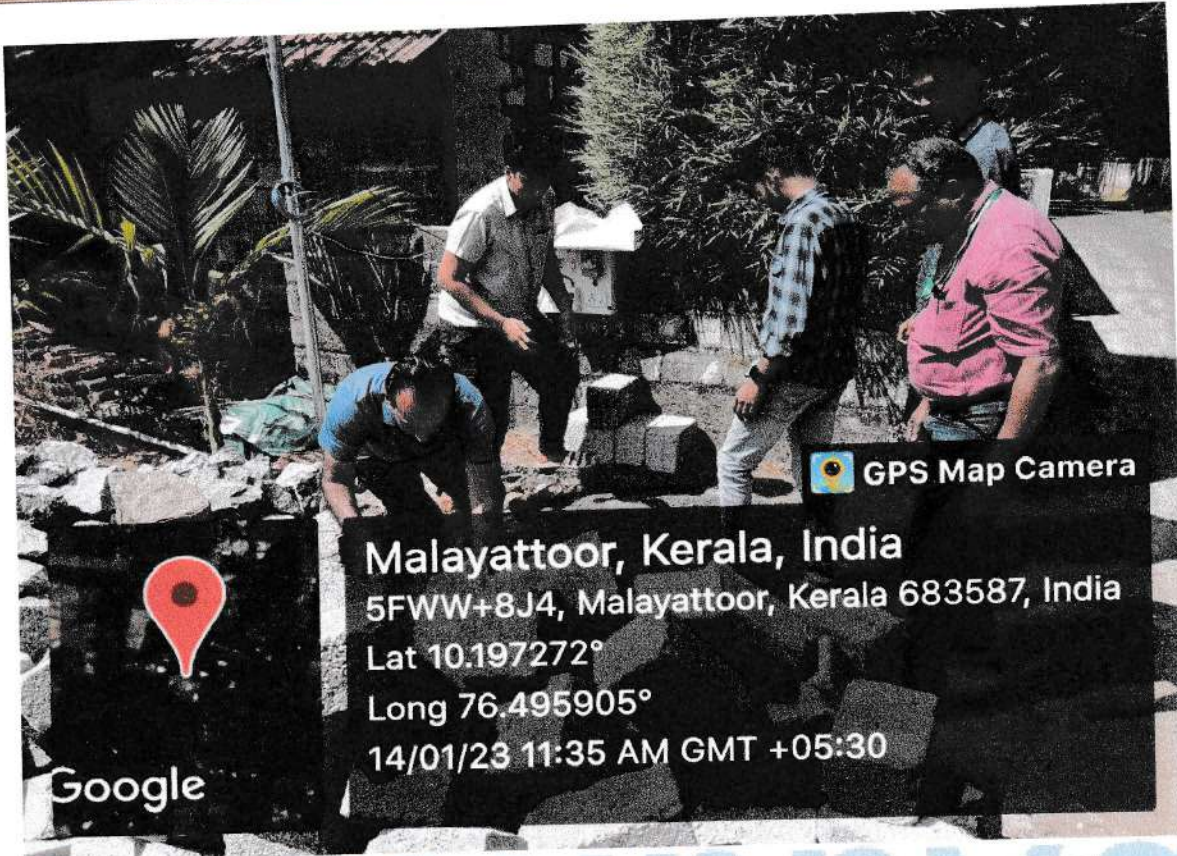 GPS Map Camera
Malayattoor, Kerala, India
5FWW+8J4, Malayattoor, Kerala 683587, India
Lat 10.197272°
Long 76.495905°
14/01/23 11:35 AM GMT +05:30
Google